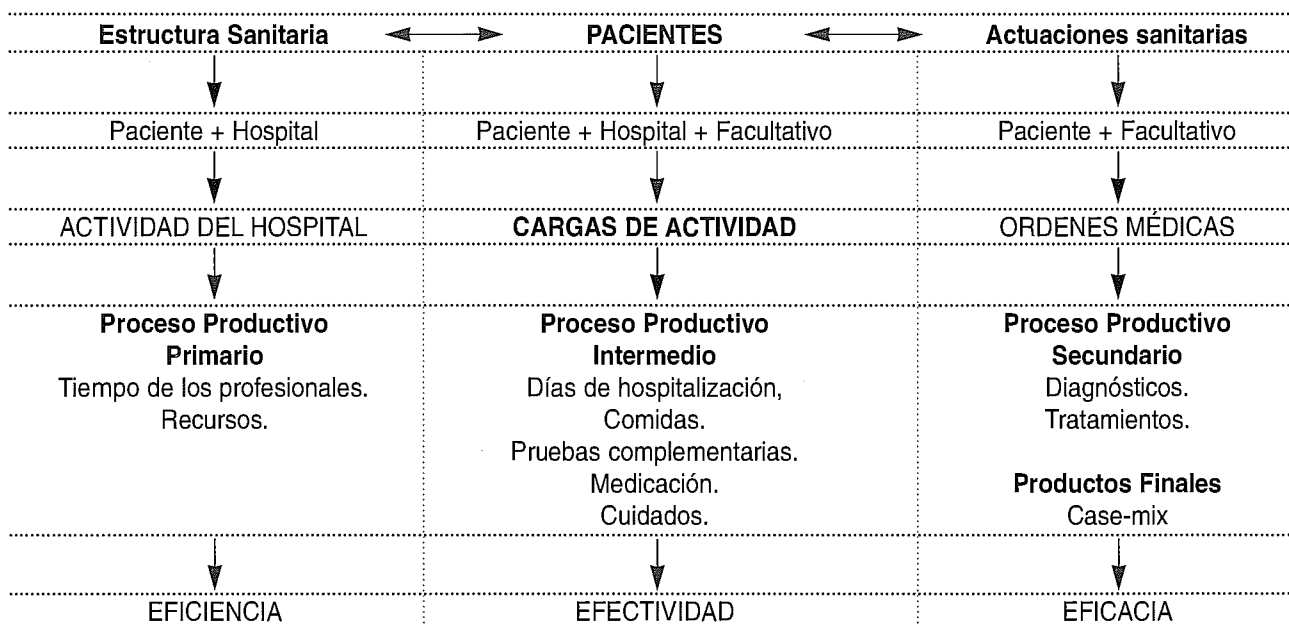 Estructura Sanitaria PACIENTES Actuaciones sanitarias
Paciente + Hospital Paciente + Hospital + Facultativo Paciente + Facultativo
ACTIVIDAD DEL HOSPITAL CARGAS DE ACTIVIDAD ORDENES MÉDICAS
Proceso Productivo Proceso Productivo Proceso Productivo
Primario Intermedio Secundario
Tiempo de los profesionales. Días de hospitalización, Diagnósticos.
Recursos. Comidas. Tratamientos.
Pruebas complementarias.
Medicación. Productos Finales
Cuidados. Case-mix
EFICIENCIA EFECTIVIDAD EFICACIA